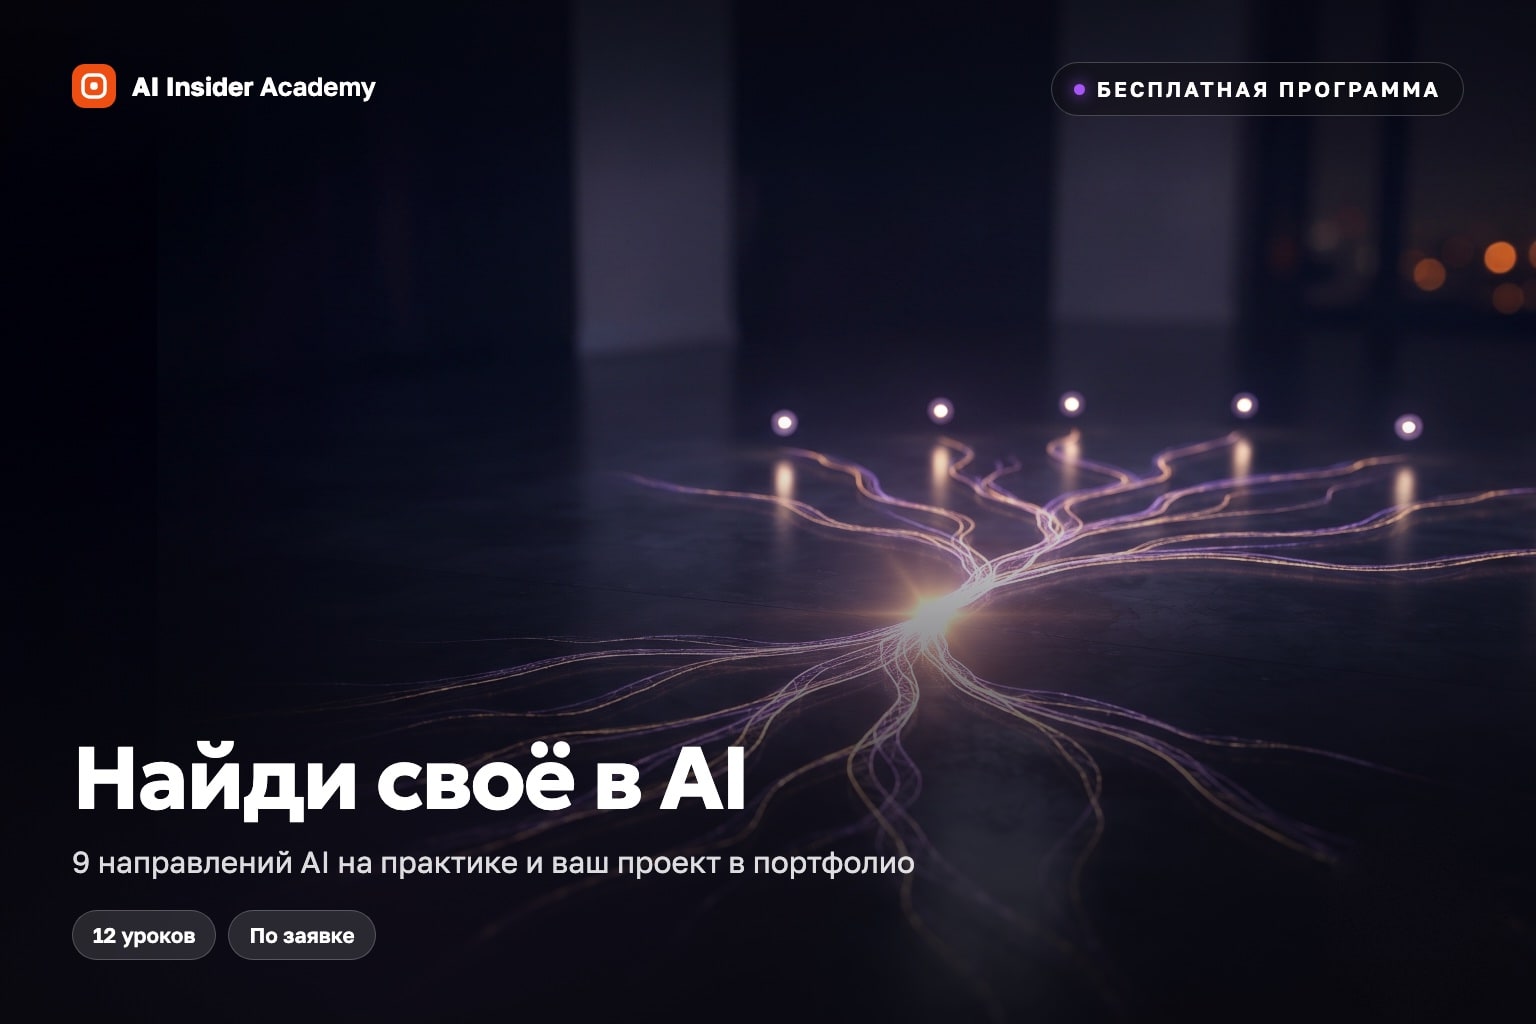 AI Insider Academy
БЕСПЛАТНАЯ ПРОГРАММА
Найди своё в AI
9 направлений AI на практике и ваш проект в портфолио
12 уроков
По заявке